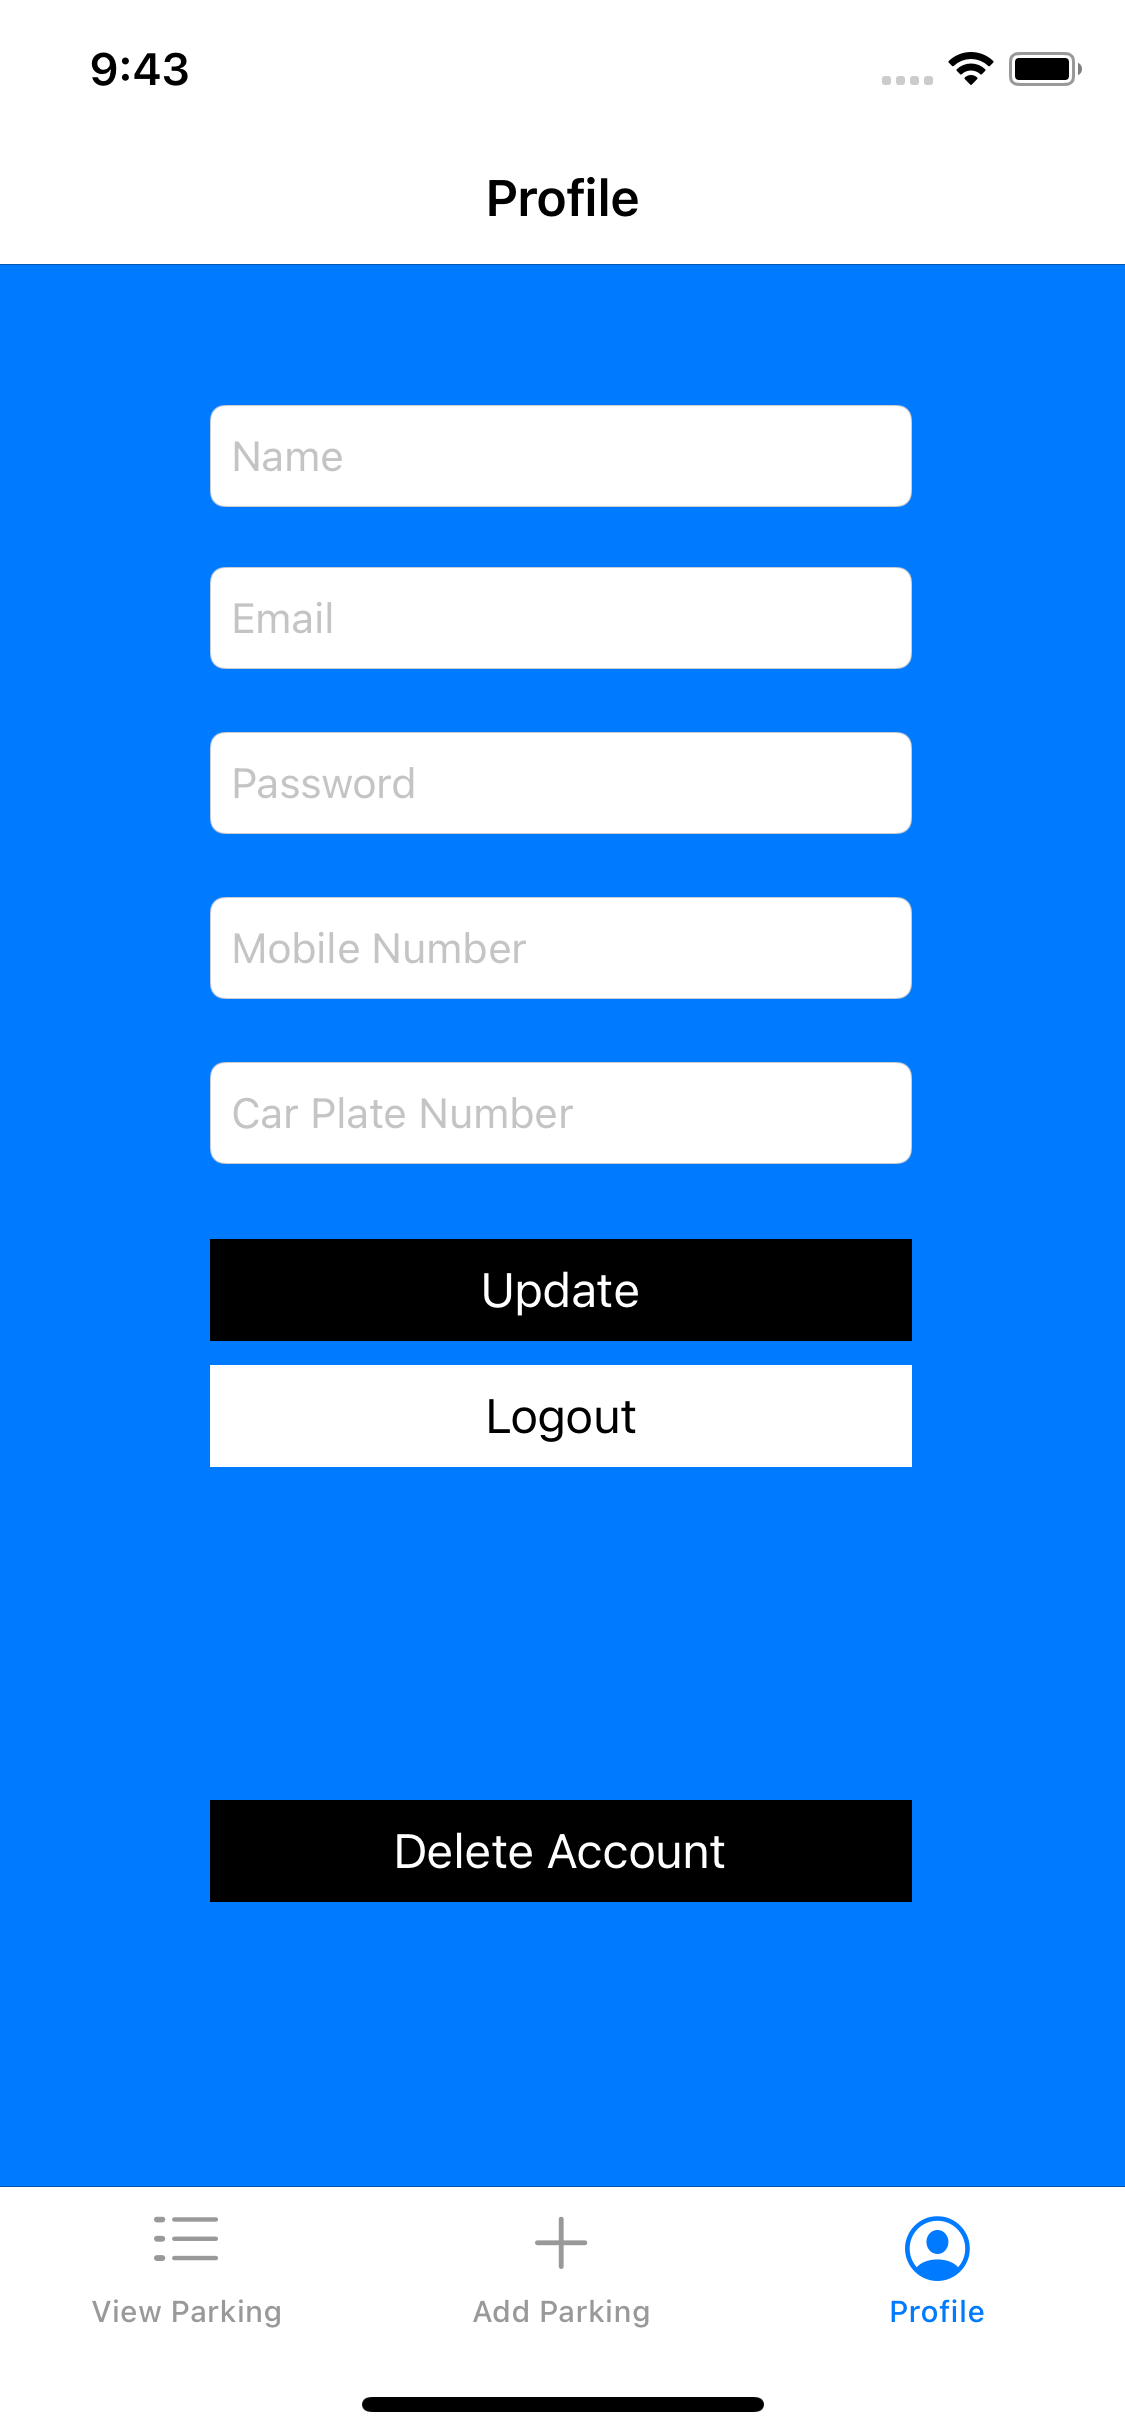 9:43
Profile
Name
Email
Password
Mobile Number
Car Plate Number
Update
Logout
Delete Account
View Parking
Add Parking
Profile